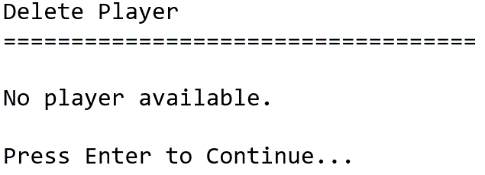 Delete Player
===================================
No player available.
Press Enter to Continue...